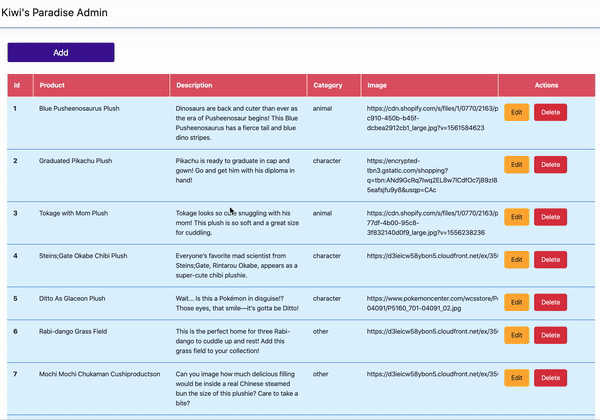 Kiwi's Paradise Admin
Add
Id Product Description Category Image Actions
1 Blue Pusheenosaurus Plush Dinosaurs are back and cuter than ever as animal https://cdn.shopify.com/s/files/1/0770/2163/p Edit Delete
the era of Pusheenosaur begins! This Blue c910-450b-b45f-
Pusheenosaurus has a fierce tail and blue dcbea2912cb1_large.jpg?v=1561584623
dino stripes.
2 Graduated Pikachu Plush Pikachu is ready to graduate in cap and character https://encrypted- Edit Delete
gown! Go and get him with his diploma in tbn3.gstatic.com/shopping?
hand! q=tbn:ANd9GcRq7Iwq2EL8w7lCdfOc7j89zI8
5eafsjfu9y8&usqp=CAc
3 Tokage with Mom Plush Tokage looks so cute snuggling with his animal https://cdn.shopify.com/s/files/1/0770/2163/p Edit Delete
mom! This plush is so soft and a great size 77df-4b00-95c8-
for cuddling. 3f832140d0f9_large.jpg?v=1556238236
4 Steins;Gate Okabe Chibi Plush Everyone's favorite mad scientist from character https://d3ieicw58ybon5.cloudfront.net/ex/35 Edit Delete
Steins;Gate, Rintarou Okabe, appears as a
super-cute chibi plushie.
5 Ditto As Glaceon Plush Wait... Is this a Pokémon in disguise!? character https://www.pokemoncenter.com/wcsstore/P Edit Delete
Those eyes, that smile—it's gotta be Ditto! 04091/P5160_701-04091_02.jpg
6 Rabi-dango Grass Field This is the perfect home for three Rabi- other https://d3ieicw58ybon5.cloudfront.net/ex/35 Edit Delete
dango to cuddle up and rest! Add this
grass field to your collection!
7 Mochi Mochi Chukaman Cushiproductson Can you image how much delicious filling other https://d3ieicw58ybon5.cloudfront.net/ex/35 Edit Delete
would be inside a real Chinese steamed
bun the size of this plushie? Care to take a
bite?